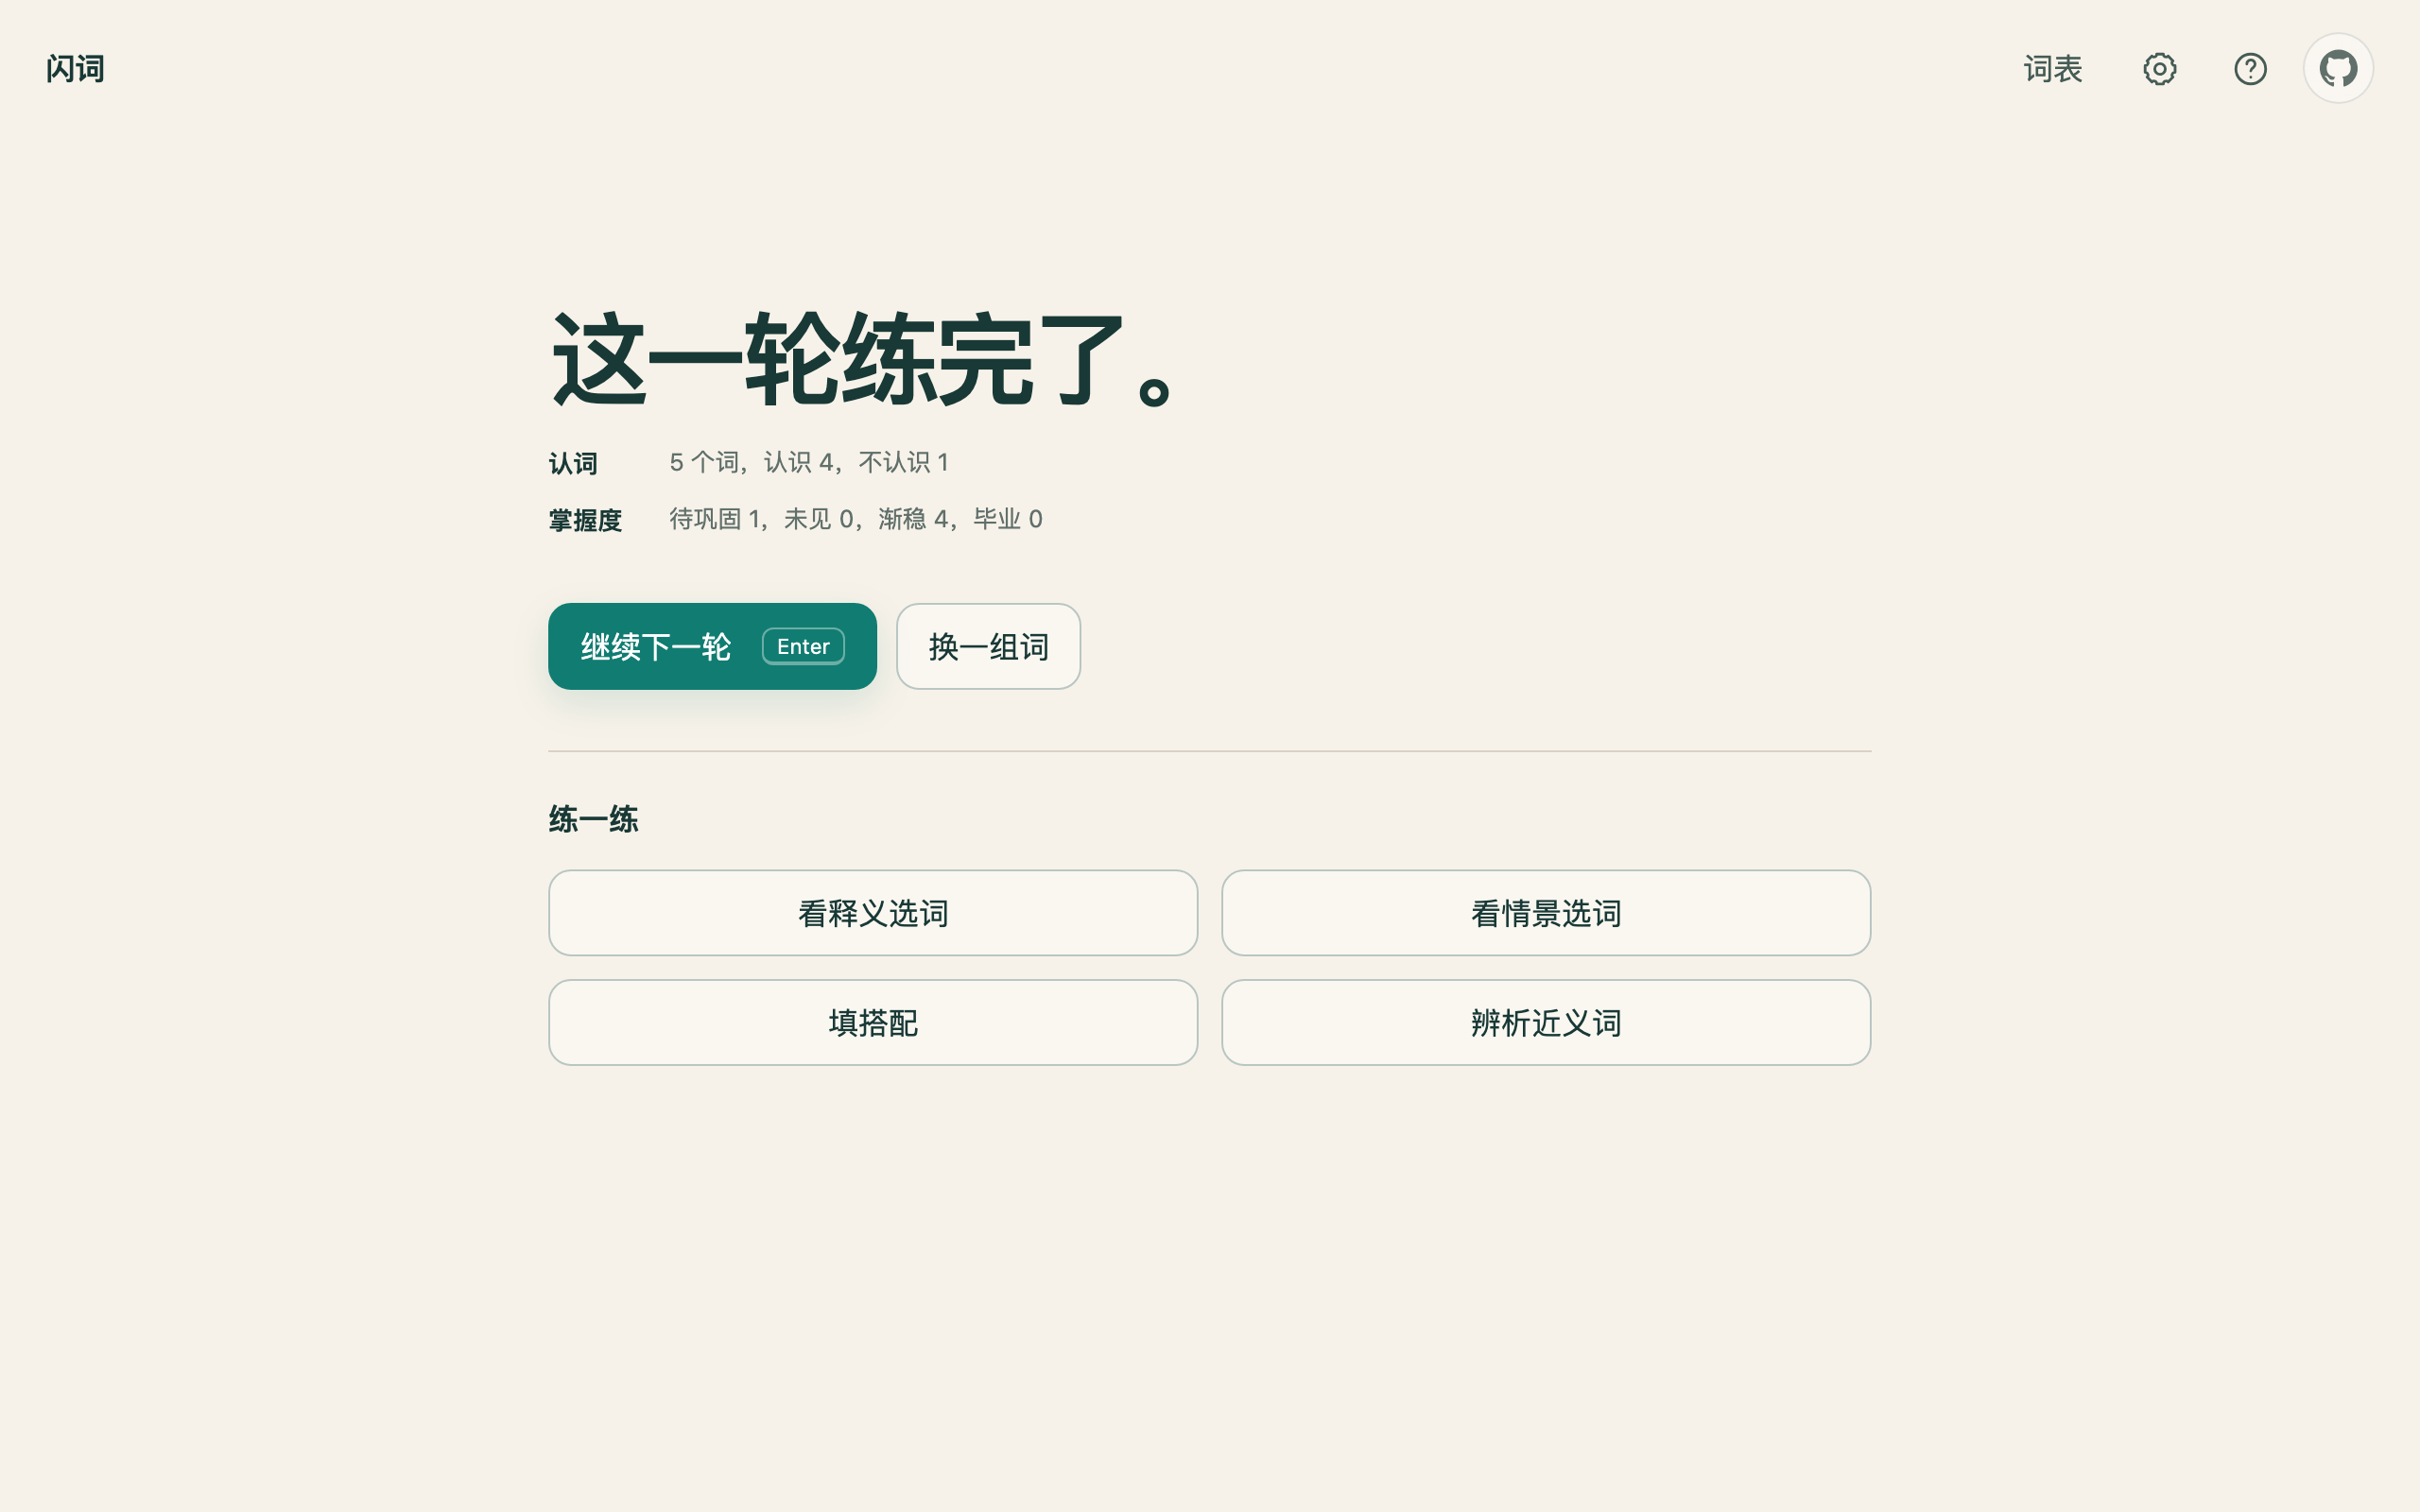 闪词
词表
这一轮练完了。
认词 5 个词，认识 4，不认识 1
掌握度 待巩固 1，未见 0，渐稳 4，毕业 0
继续下一轮 Enter 换一组词
练一练
看释义选词 看情景选词
填搭配 辨析近义词